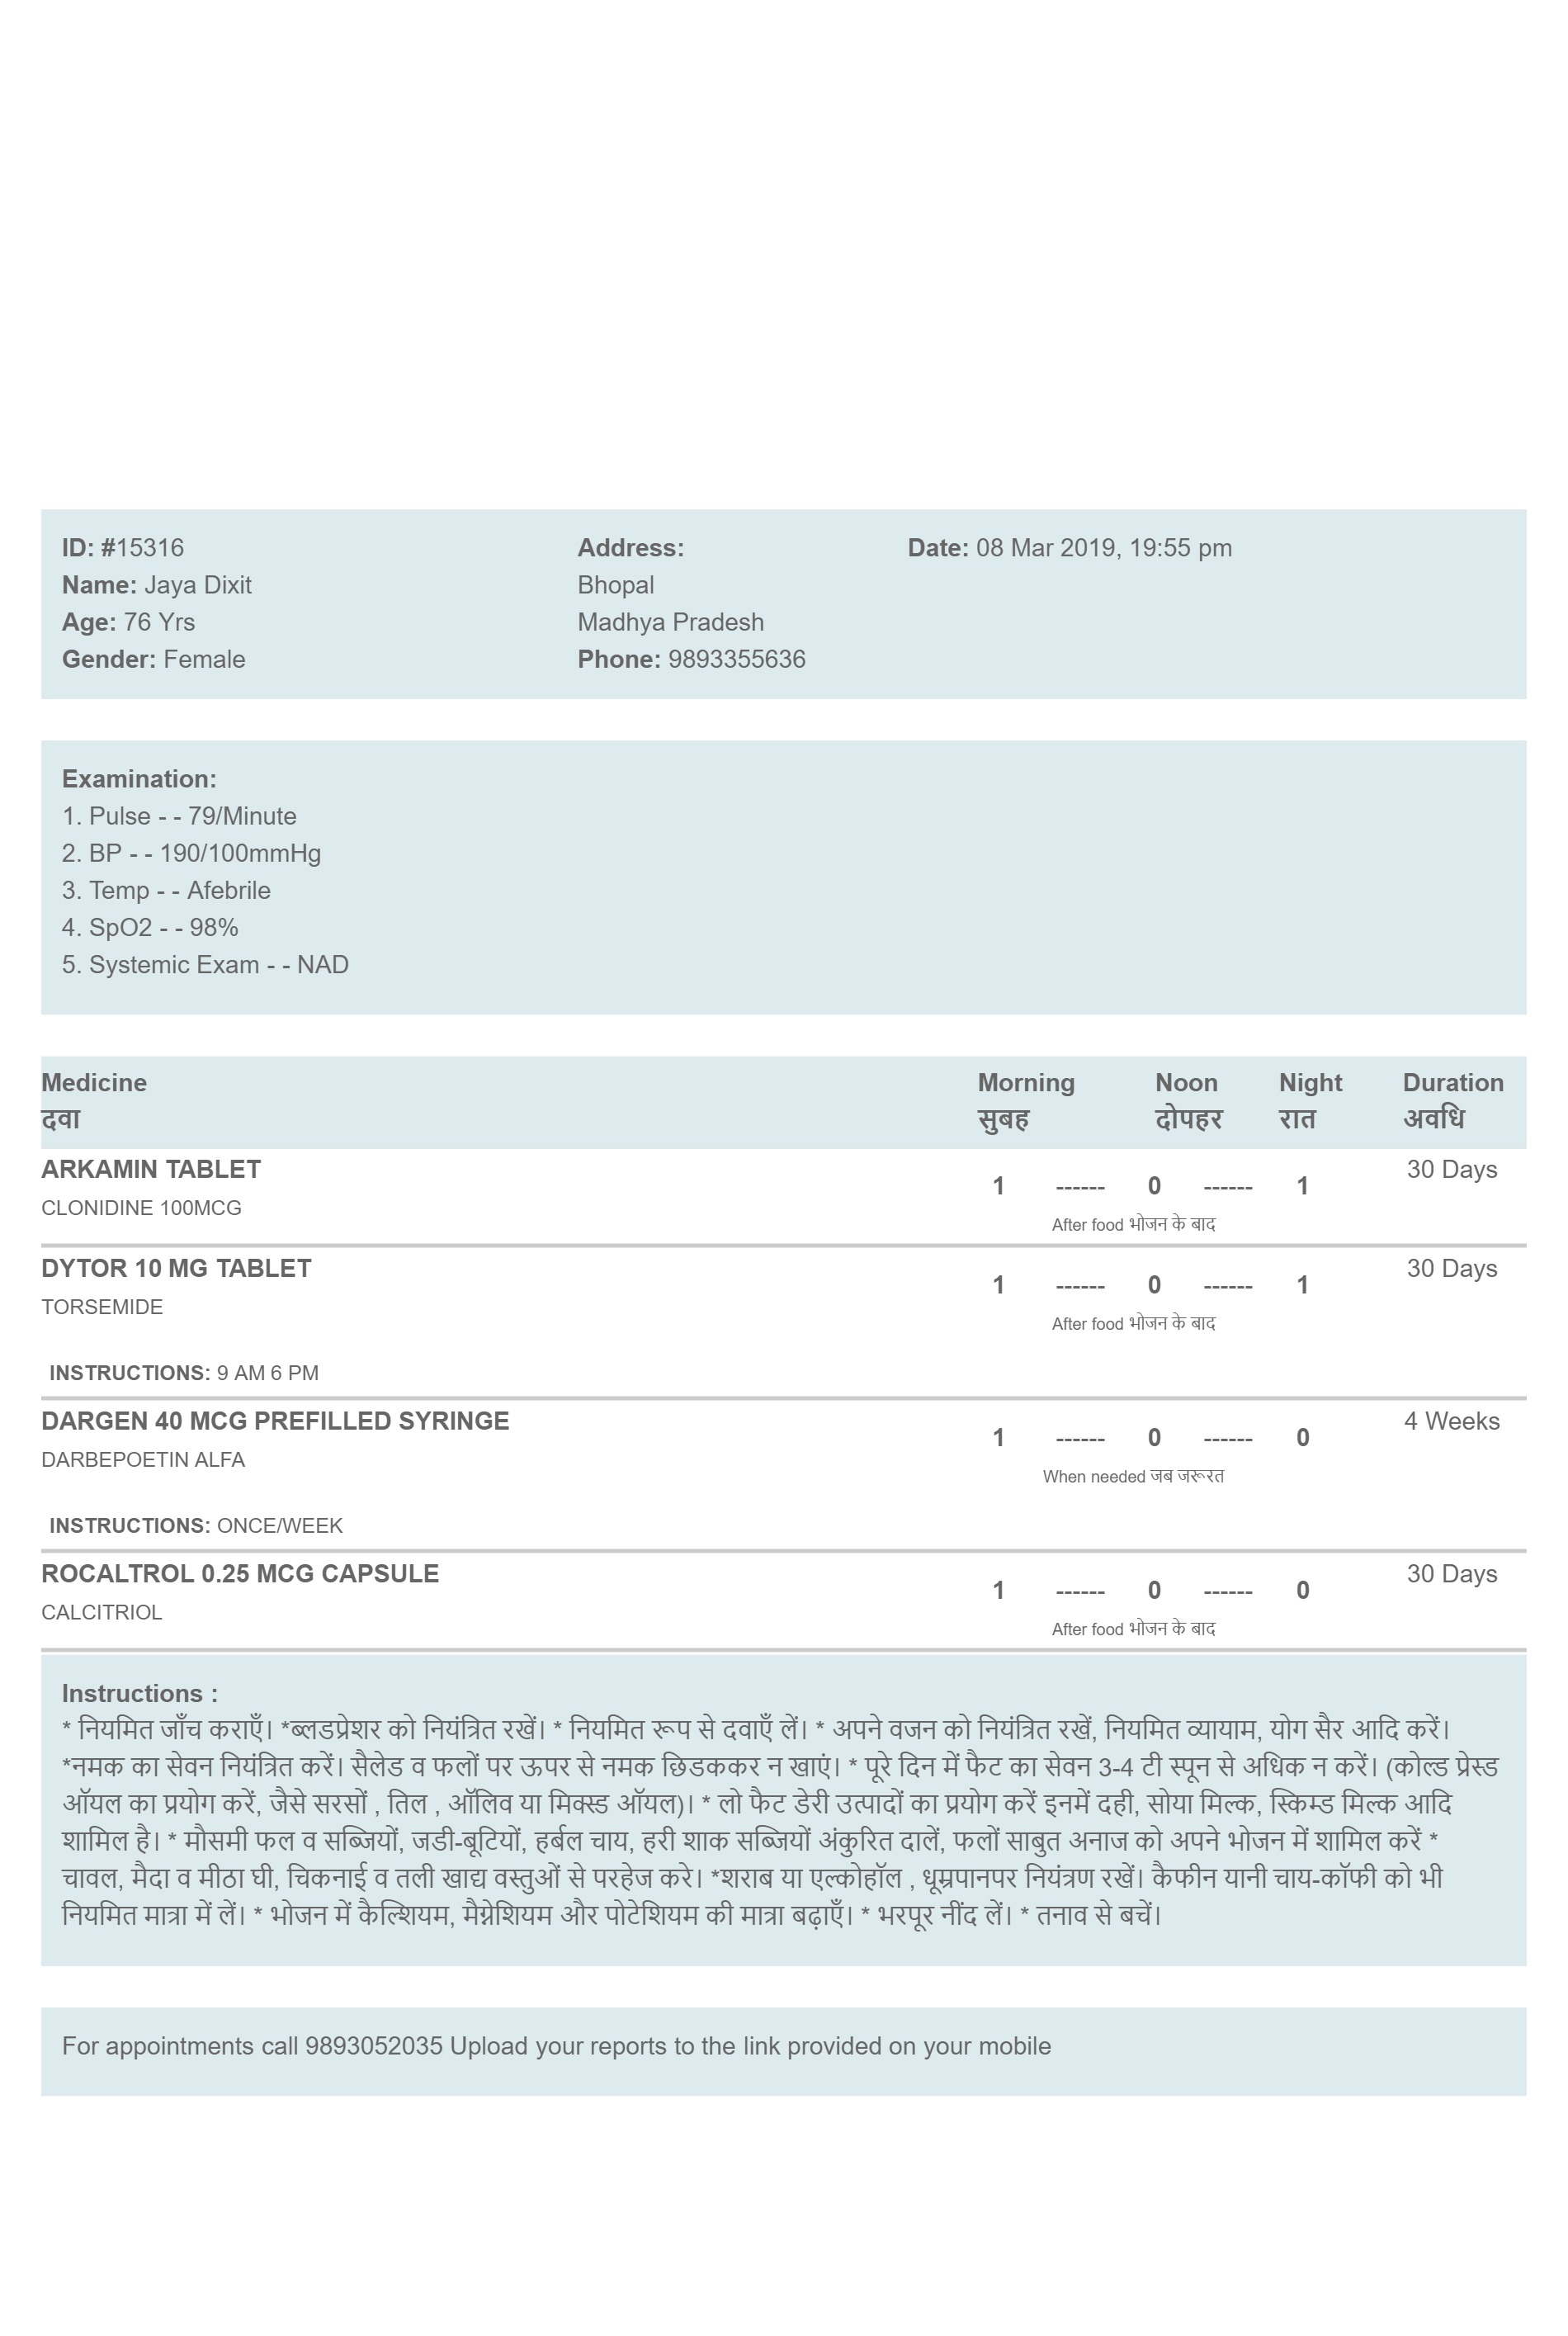 ID: #15316 Address: Date: 08 Mar 2019, 19:55 pm
Name: Jaya Dixit Bhopal
Age: 76 Yrs Madhya Pradesh
Gender: Female Phone: 9893355636
Examination:
1. Pulse - - 79/Minute
2. BP - - 190/100mmHg
3. Temp - - Afebrile
4. SpO2 - - 98%
5. Systemic Exam - - NAD
Medicine Morning Noon Night Duration
दवा सुबह दोपहर रात अवधि
ARKAMIN TABLET 30 Days
1 ------ 0 ------ 1
CLONIDINE 100MCG
After food भोजन के बाद
DYTOR 10 MG TABLET 30 Days
1 ------ 0 ------ 1
TORSEMIDE
After food भोजन के बाद
INSTRUCTIONS: 9 AM 6 PM
DARGEN 40 MCG PREFILLED SYRINGE 4 Weeks
1 ------ 0 ------ 0
DARBEPOETIN ALFA
When needed जब जरूरत
INSTRUCTIONS: ONCE/WEEK
ROCALTROL 0.25 MCG CAPSULE 30 Days
1 ------ 0 ------ 0
CALCITRIOL
After food भोजन के बाद
Instructions :
* नियमित जाँच कराएँ। *ब्लडप्रेशर को नियंत्रित रखें। * नियमित रूप से दवाएँ लें। * अपने वजन को नियंत्रित रखें, नियमित व्यायाम, योग सैर आदि करें।
*नमक का सेवन नियंत्रित करें। सैलेड व फलों पर ऊपर से नमक छिडककर न खाएं। * पूरे दिन में फैट का सेवन 3-4 टी स्पून से अधिक न करें। (कोल्ड प्रेस्ड
ऑयल का प्रयोग करें, जैसे सरसों , तिल , ऑलिव या मिक्स्ड ऑयल)। * लो फैट डेरी उत्पादों का प्रयोग करें इनमें दही, सोया मिल्क, स्किम्ड मिल्क आदि
शामिल है। * मौसमी फल व सब्जियों, जडी-बूटियों, हर्बल चाय, हरी शाक सब्जियों अंकुरित दालें, फलों साबुत अनाज को अपने भोजन में शामिल करें *
चावल, मैदा व मीठा घी, चिकनाई व तली खाद्य वस्तुओं से परहेज करे। *शराब या एल्कोहॉल , धूम्रपानपर नियंत्रण रखें। कैफीन यानी चाय-कॉफी को भी
नियमित मात्रा में लें। * भोजन में कैल्शियम, मैग्नेशियम और पोटेशियम की मात्रा बढ़ाएँ। * भरपूर नींद लें। * तनाव से बचें।
For appointments call 9893052035 Upload your reports to the link provided on your mobile